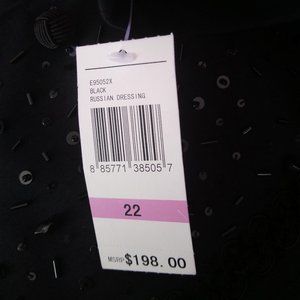 E95052X
BLACK
RUSSIAN DRESSING
8 85771 38505 7
22
MSRP $198.00